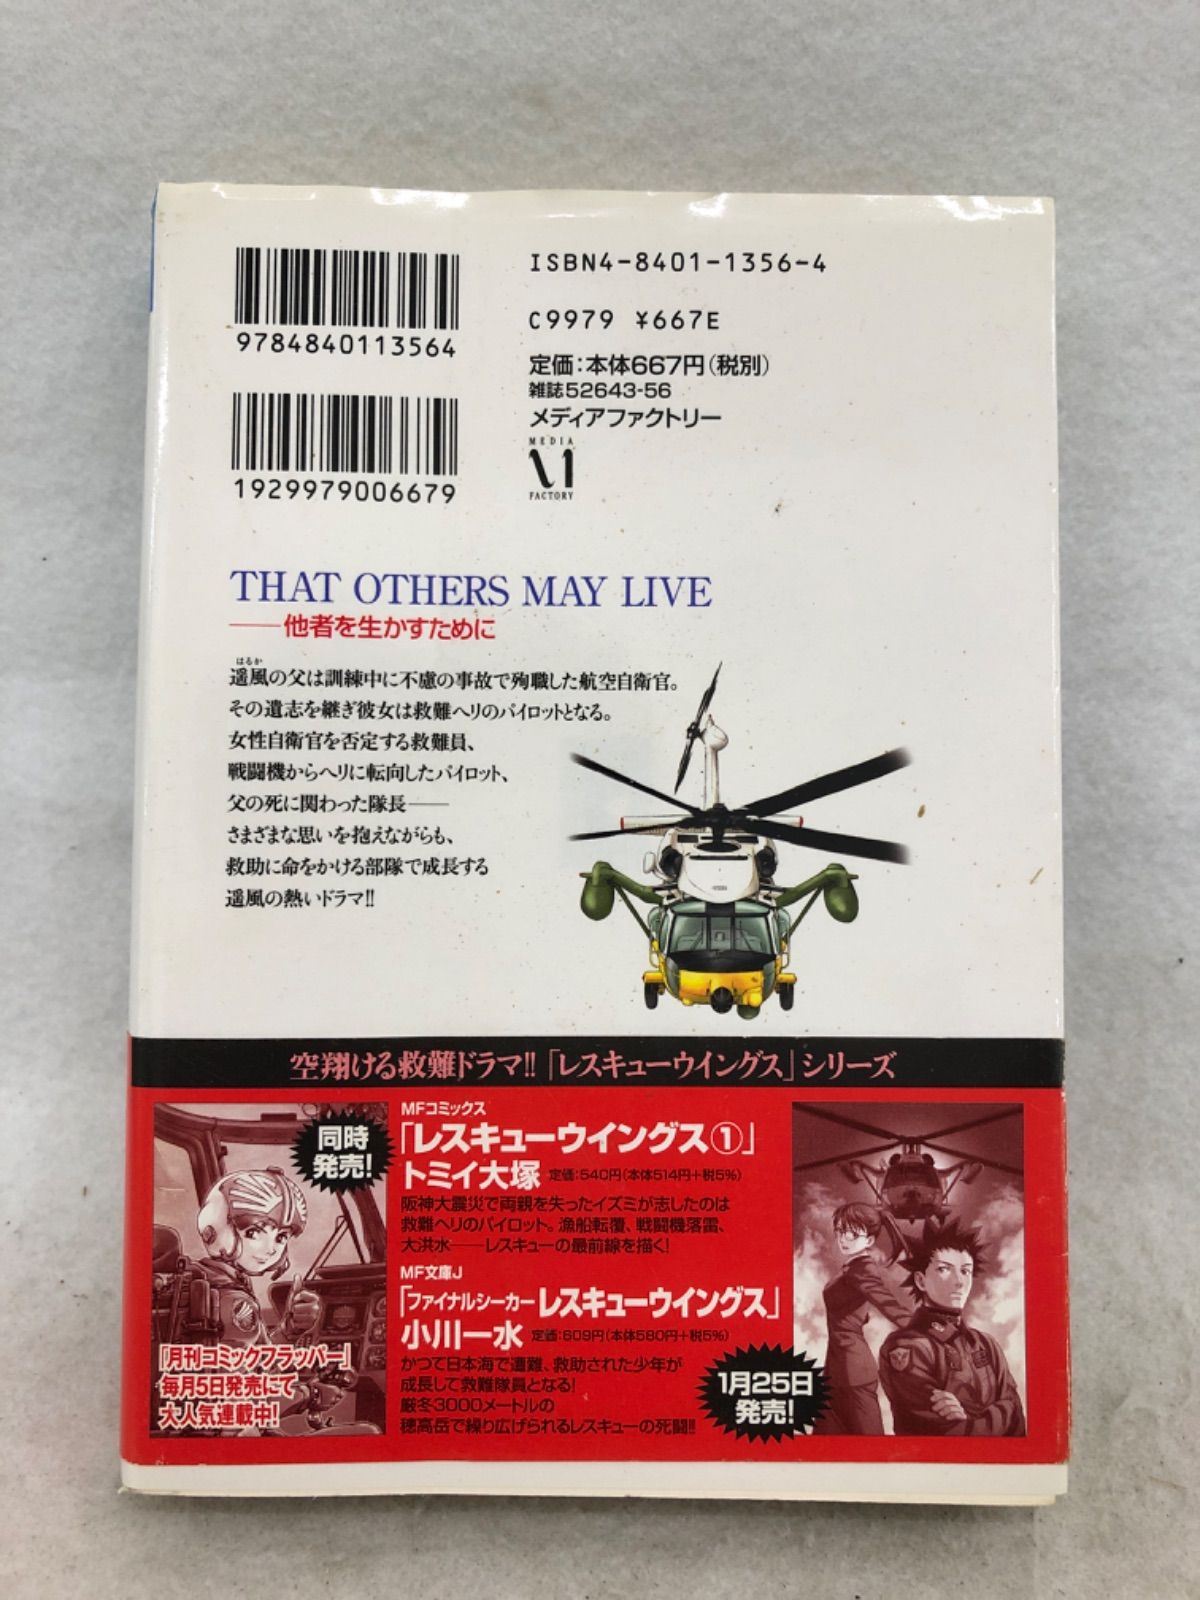 ISBN4-8401-1356-4
9784840113564
C9979 ¥667E
定価:本体667円(税別)
雑誌52643-56
メディアファクトリー
MEDIA
FACTORY
1929979006679
THAT OTHERS MAY LIVE
──他者を生かすために
はるか
遥風の父は訓練中に不慮の事故で殉職した航空自衛官。
その遺志を継ぎ彼女は救難ヘリのパイロットとなる。
女性自衛官を否定する救難員、
戦闘機からヘリに転向したパイロット、
父の死に関わった隊長──
さまざまな思いを抱えながらも、
救助に命をかける部隊で成長する
遥風の熱いドラマ!!
空翔ける救難ドラマ!!「レスキューウイングス」シリーズ
同時
発売!
MFコミックス
「レスキューウイングス①」
トミイ大塚 定価:540円(本体514円+税5%)
阪神大震災で両親を失ったイズミが志したのは
救難ヘリのパイロット。漁船転覆、戦闘機落雷、
大洪水──レスキューの最前線を描く!
「月刊コミックフラッパー」
毎月5日発売にて
大人気連載中!
MF文庫J
「ファイナルシーカー レスキューウイングス」
小川一水 定価:609円(本体580円+税5%)
かつて日本海で遭難、救助された少年が
成長して救難隊員となる!
厳冬3000メートルの
穂高岳で繰り広げられるレスキューの死闘!!
1月25日
発売!